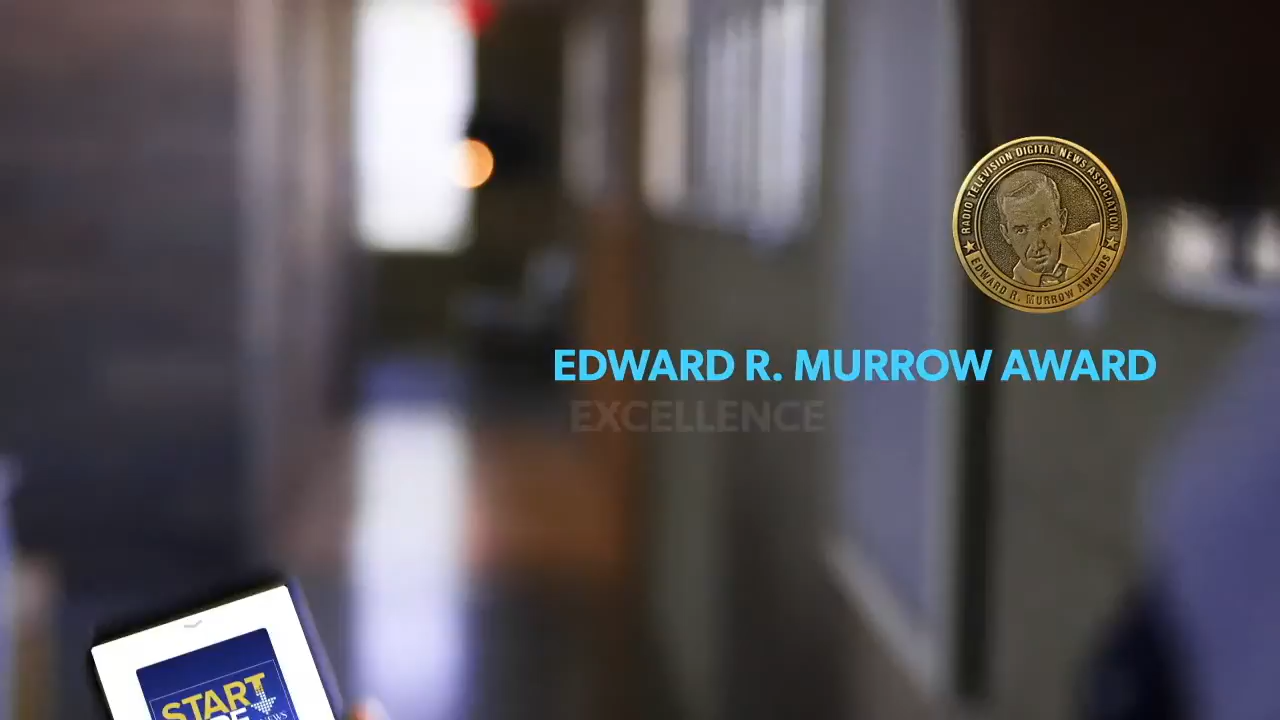 RADIO TELEVISION DIGITAL NEWS ASSOCIATION
EDWARD R. MURROW AWARDS
EDWARD R. MURROW AWARD
EXCELLENCE
START